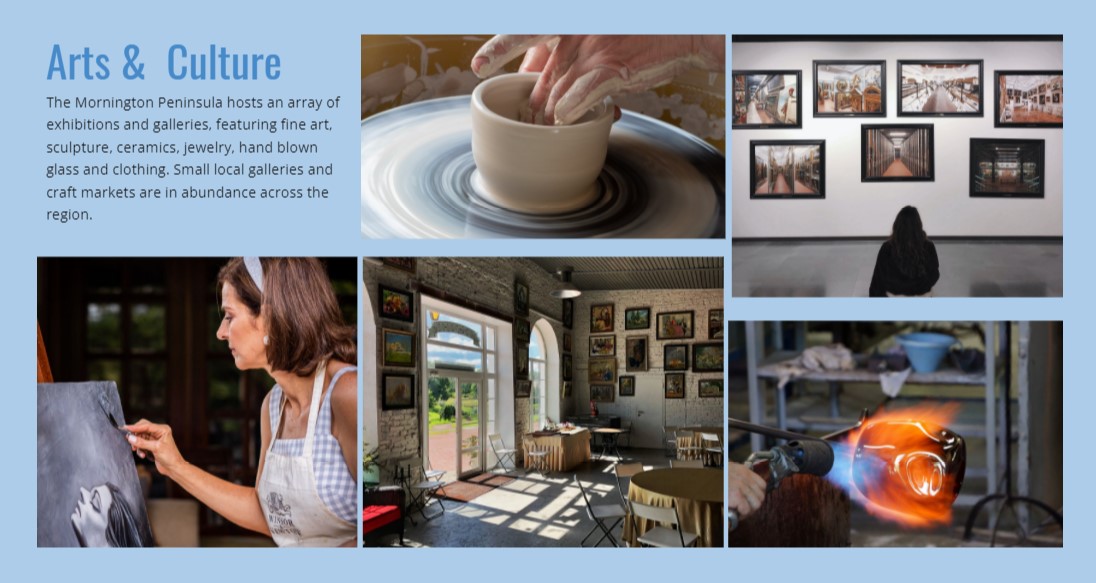 Arts & Culture
The Mornington Peninsula hosts an array of
exhibitions and galleries, featuring fine art,
sculpture, ceramics, jewelry, hand blown
glass and clothing. Small local galleries and
craft markets are in abundance across the
region.